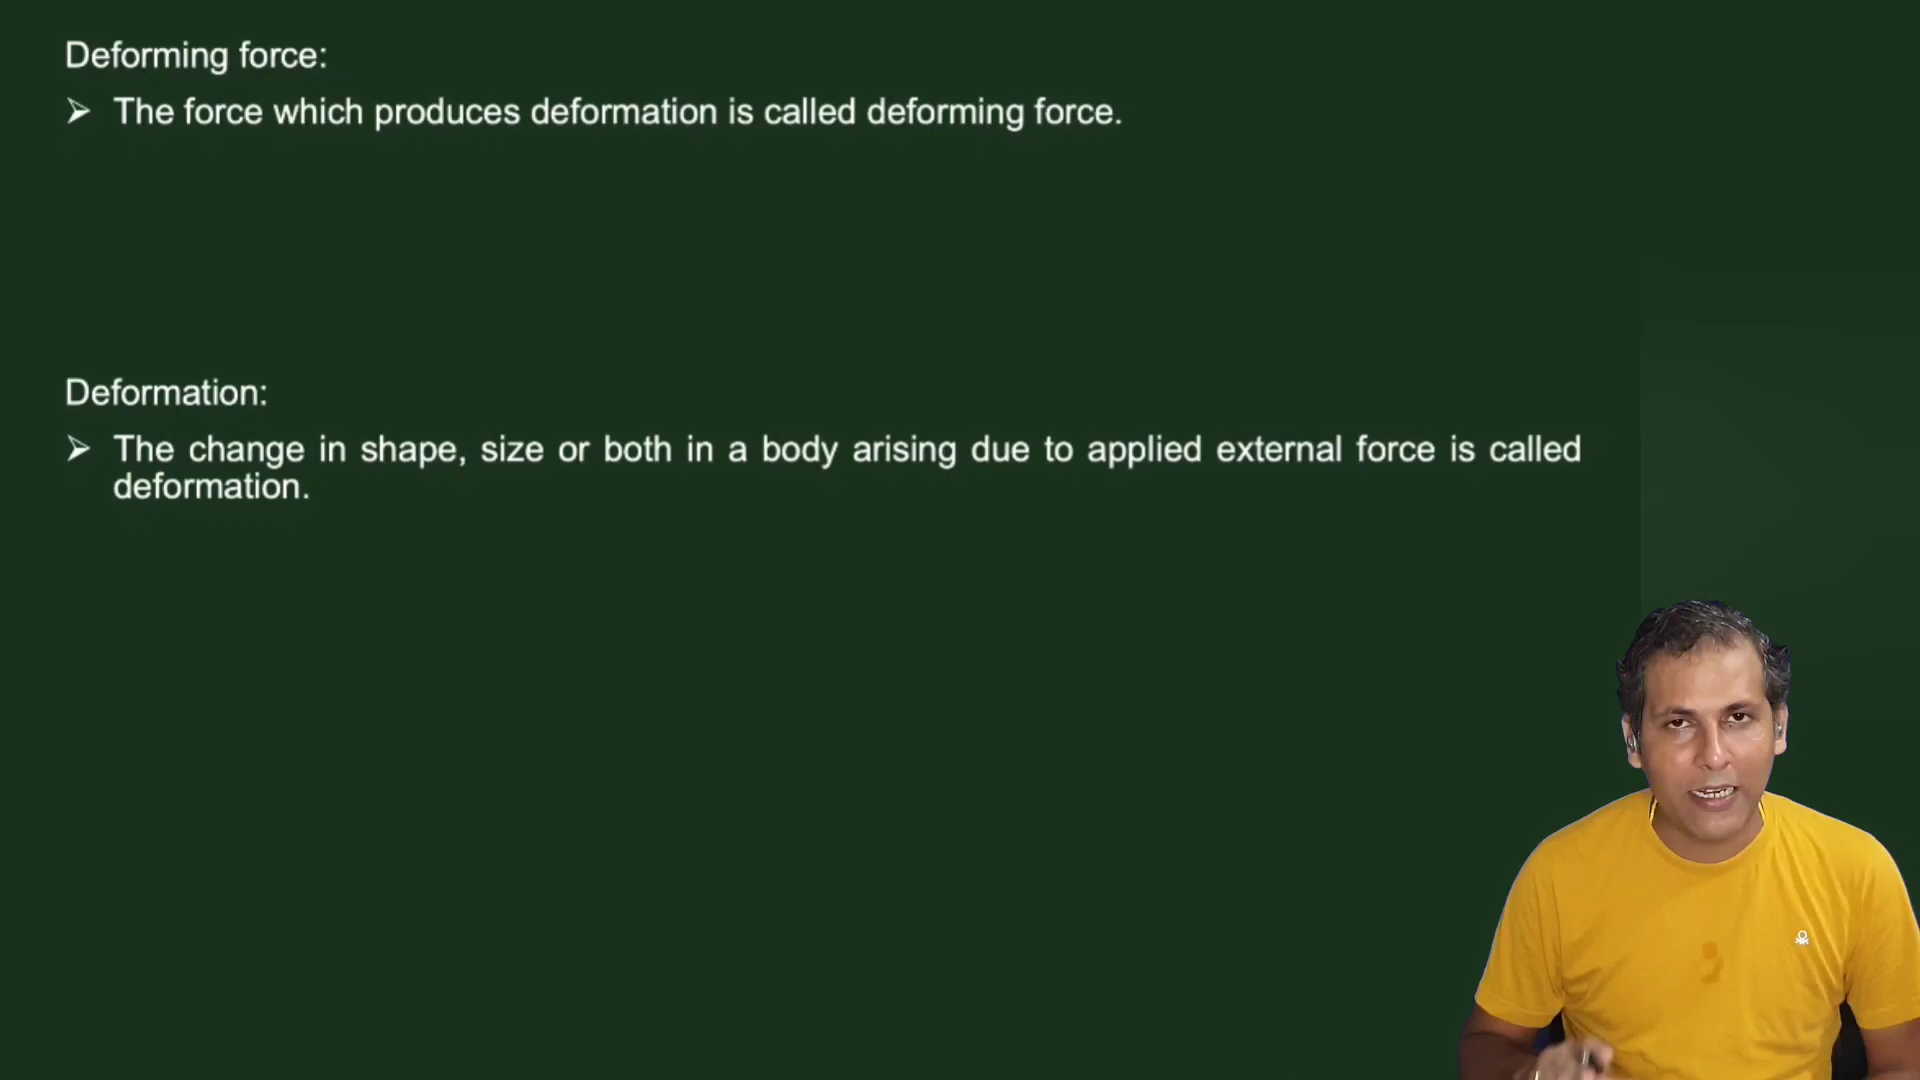 Deforming force:
➢ The force which produces deformation is called deforming force.
Deformation:
➢ The change in shape, size or both in a body arising due to applied external force is called
deformation.